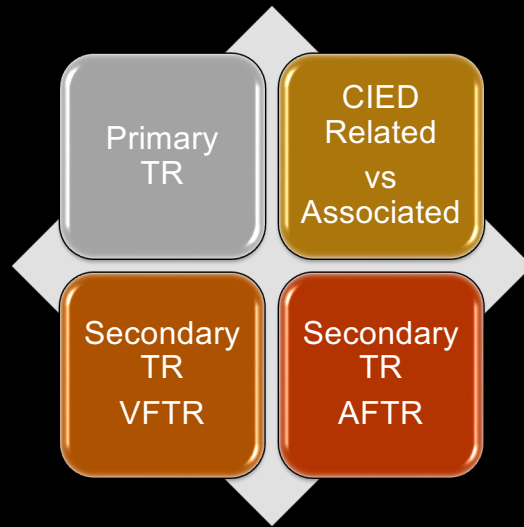 Primary
TR
CIED
Related
vs
Associated
Secondary
TR
VFTR
Secondary
TR
AFTR